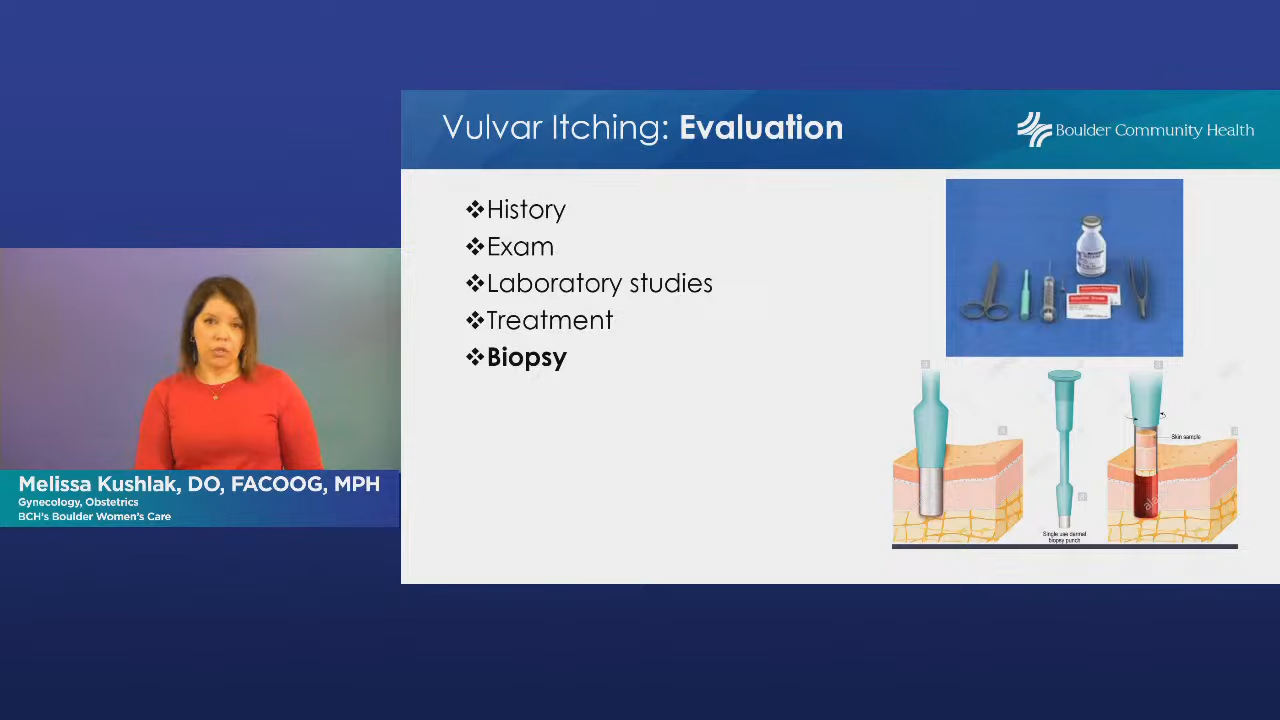 Vulvar Itching: Evaluation
Boulder Community Health
❖History
❖Exam
❖Laboratory studies
❖Treatment
❖Biopsy
Skin sample
Single use dermal
biopsy punch
Melissa Kushlak, DO, FACOOG, MPH
Gynecology, Obstetrics
BCH's Boulder Women's Care